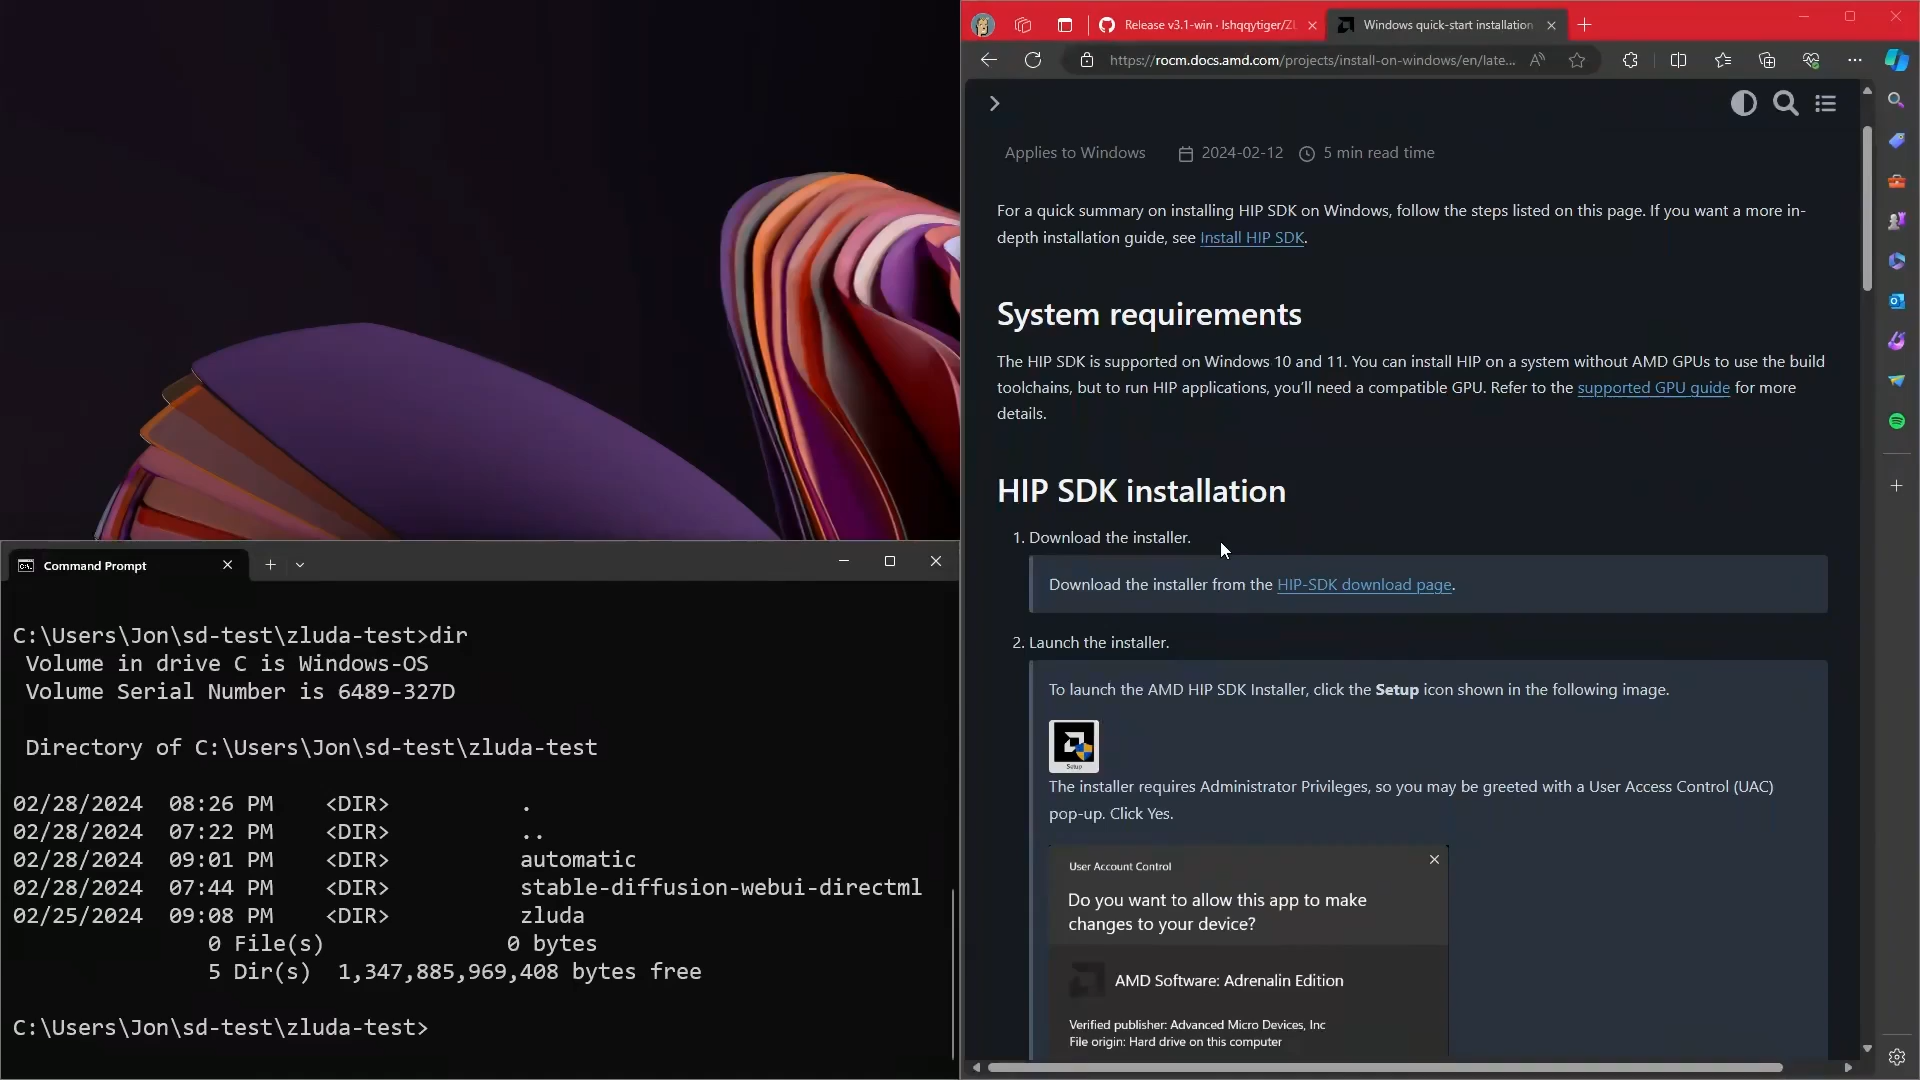 Release v3.1-win · lshqqytiger/ZL
Windows quick-start installation
https://rocm.docs.amd.com/projects/install-on-windows/en/late...
Applies to Windows
2024-02-12
5 min read time
For a quick summary on installing HIP SDK on Windows, follow the steps listed on this page. If you want a more in-
depth installation guide, see Install HIP SDK.
System requirements
The HIP SDK is supported on Windows 10 and 11. You can install HIP on a system without AMD GPUs to use the build
toolchains, but to run HIP applications, you'll need a compatible GPU. Refer to the supported GPU guide for more
details.
HIP SDK installation
1. Download the installer.
Download the installer from the HIP-SDK download page.
2. Launch the installer.
To launch the AMD HIP SDK Installer, click the Setup icon shown in the following image.
Setup
The installer requires Administrator Privileges, so you may be greeted with a User Access Control (UAC)
pop-up. Click Yes.
User Account Control
Do you want to allow this app to make
changes to your device?
AMD Software: Adrenalin Edition
Verified publisher: Advanced Micro Devices, Inc
File origin: Hard drive on this computer
Command Prompt
C:\Users\Jon\sd-test\zluda-test>dir
Volume in drive C is Windows-OS
Volume Serial Number is 6489-327D
Directory of C:\Users\Jon\sd-test\zluda-test
02/28/2024 08:26 PM <DIR> .
02/28/2024 07:22 PM <DIR> ..
02/28/2024 09:01 PM <DIR> automatic
02/28/2024 07:44 PM <DIR> stable-diffusion-webui-directml
02/25/2024 09:08 PM <DIR> zluda
0 File(s) 0 bytes
5 Dir(s) 1,347,885,969,408 bytes free
C:\Users\Jon\sd-test\zluda-test>